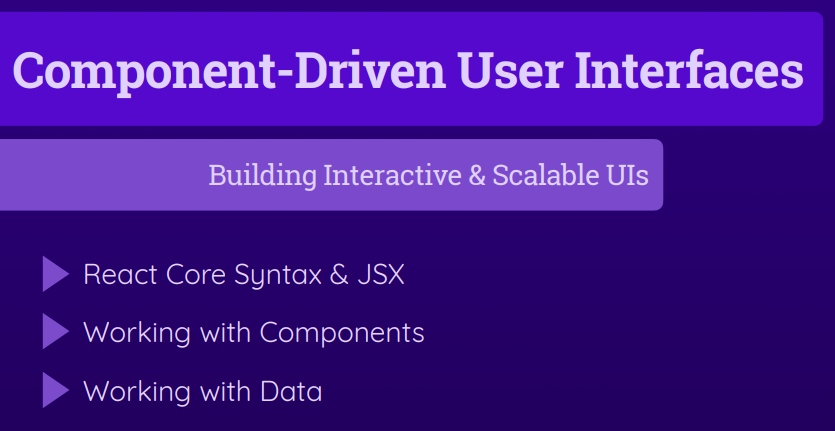 Component-Driven User Interfaces
Building Interactive & Scalable UIs
React Core Syntax & JSX
Working with Components
Working with Data